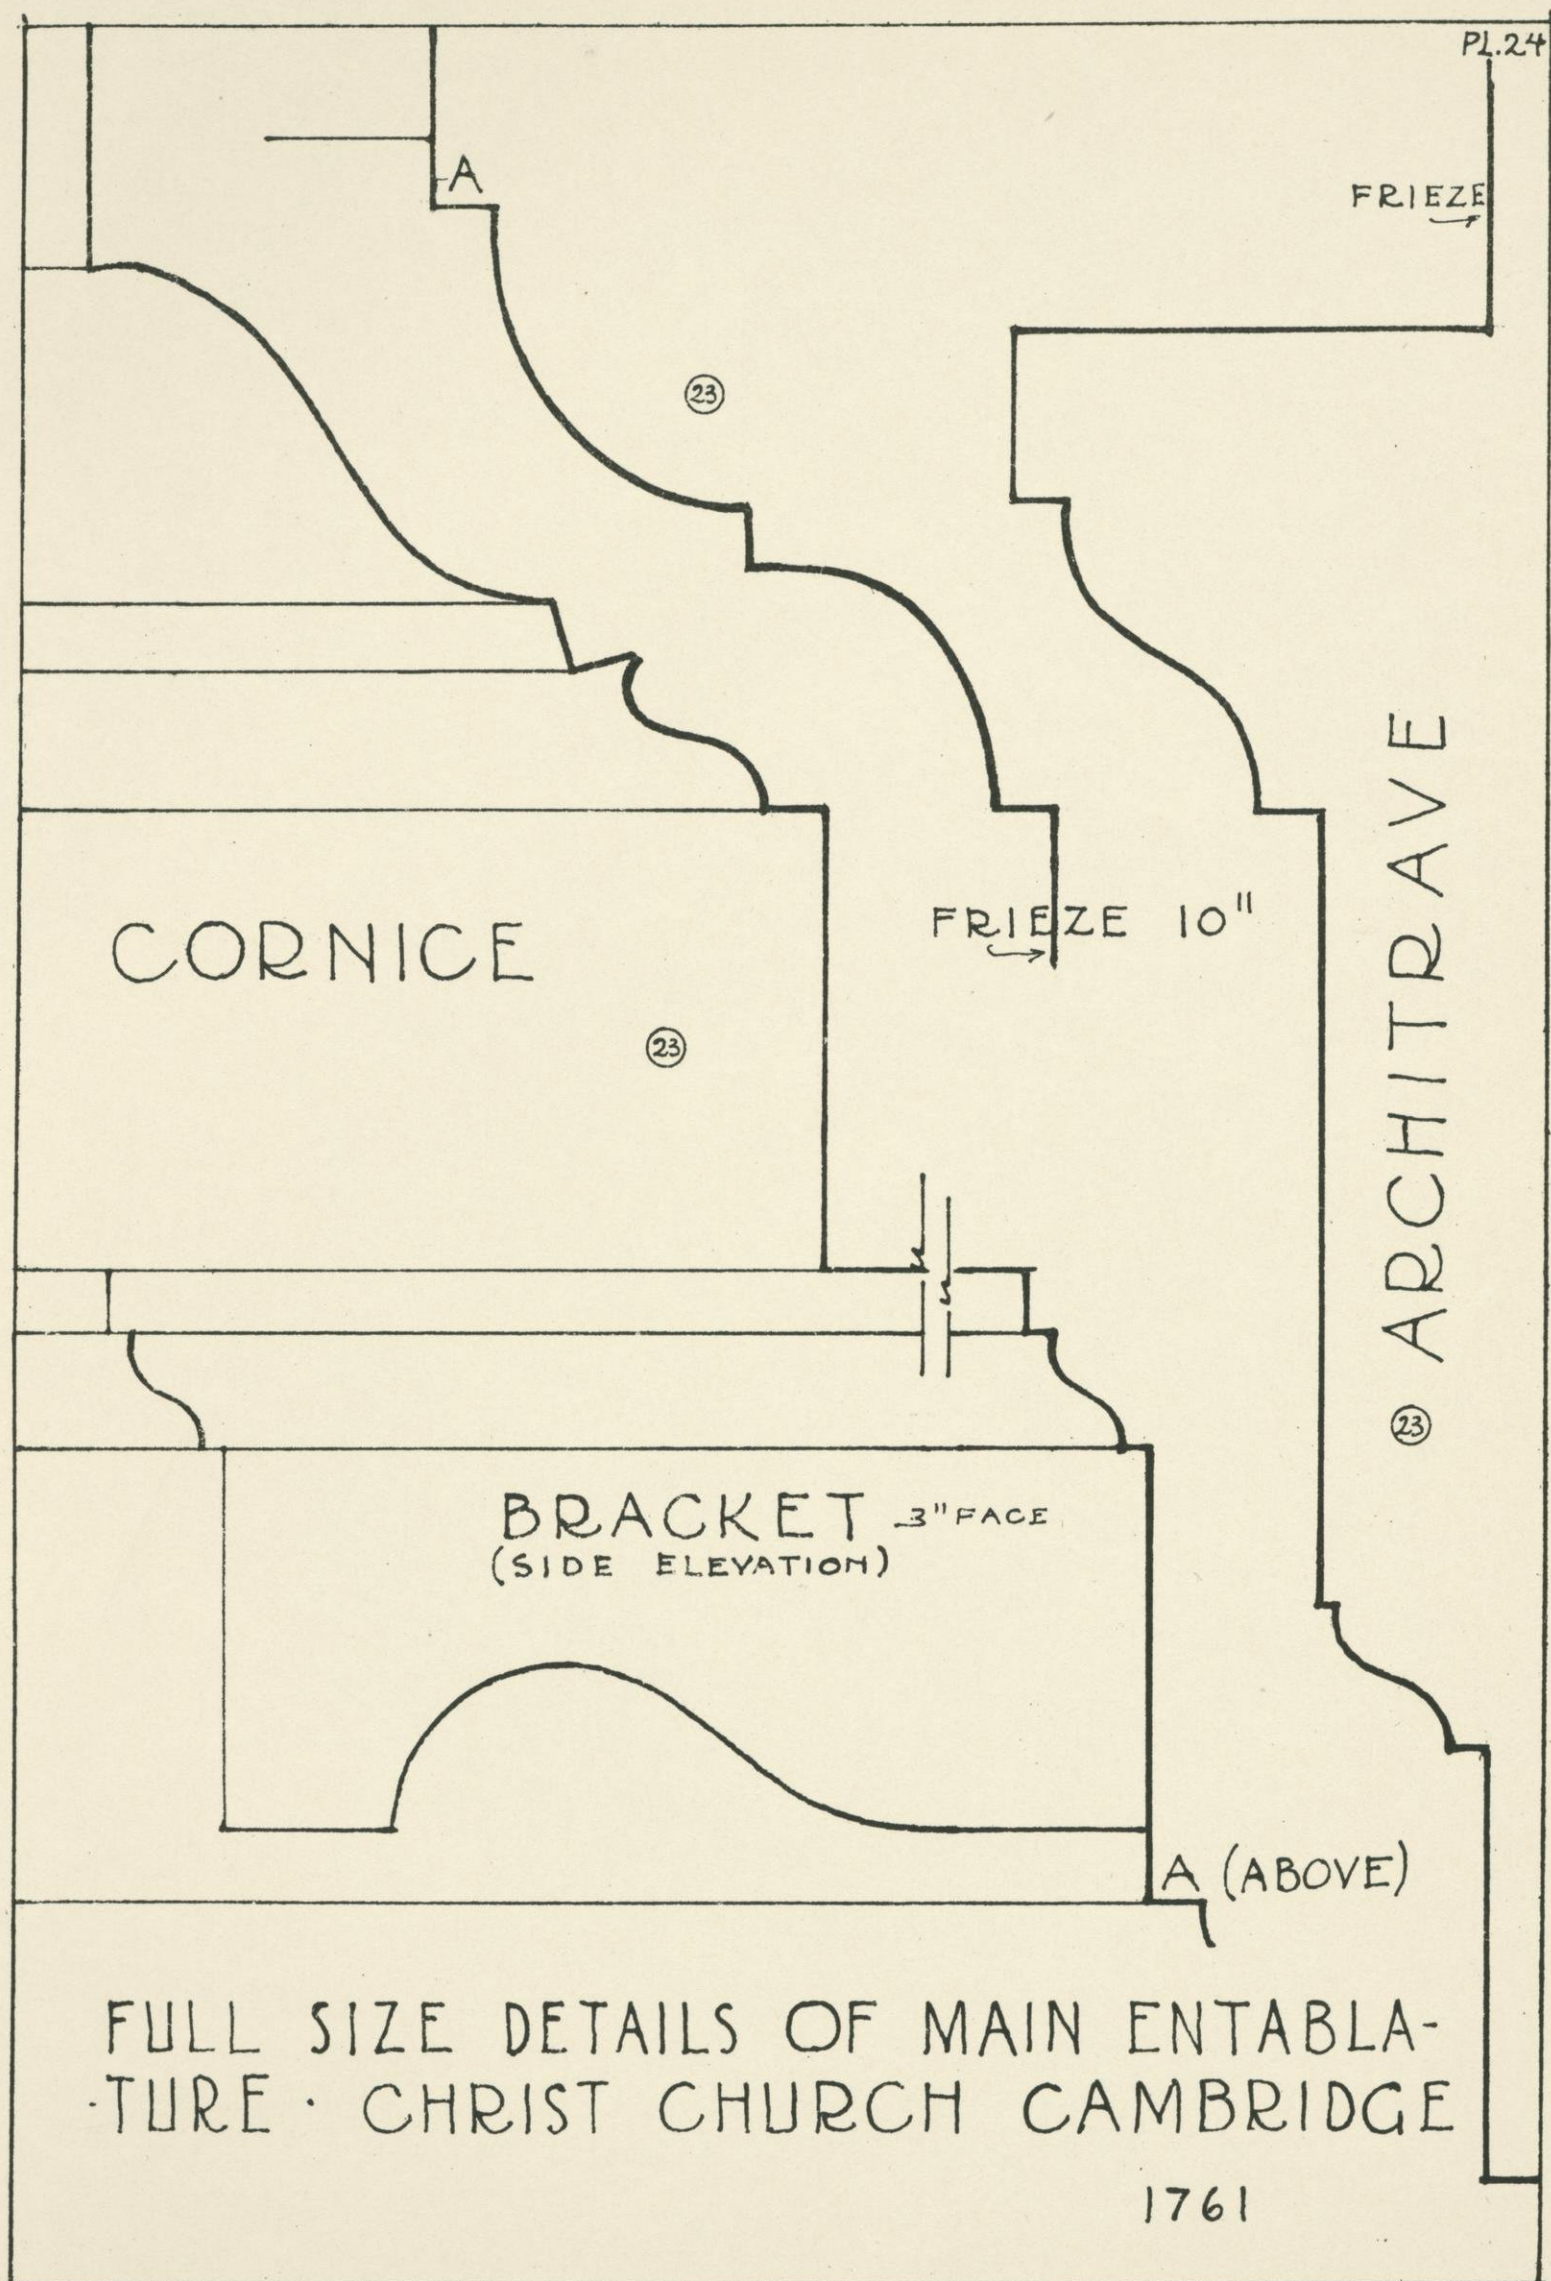 PL.24
A
FRIEZE
23
ARCHITRAVE
FRIEZE 10"
CORNICE
23
23
BRACKET 3" FACE
(SIDE ELEVATION)
A (ABOVE)
FULL SIZE DETAILS OF MAIN ENTABLA-
·TURE · CHRIST CHURCH CAMBRIDGE
1761